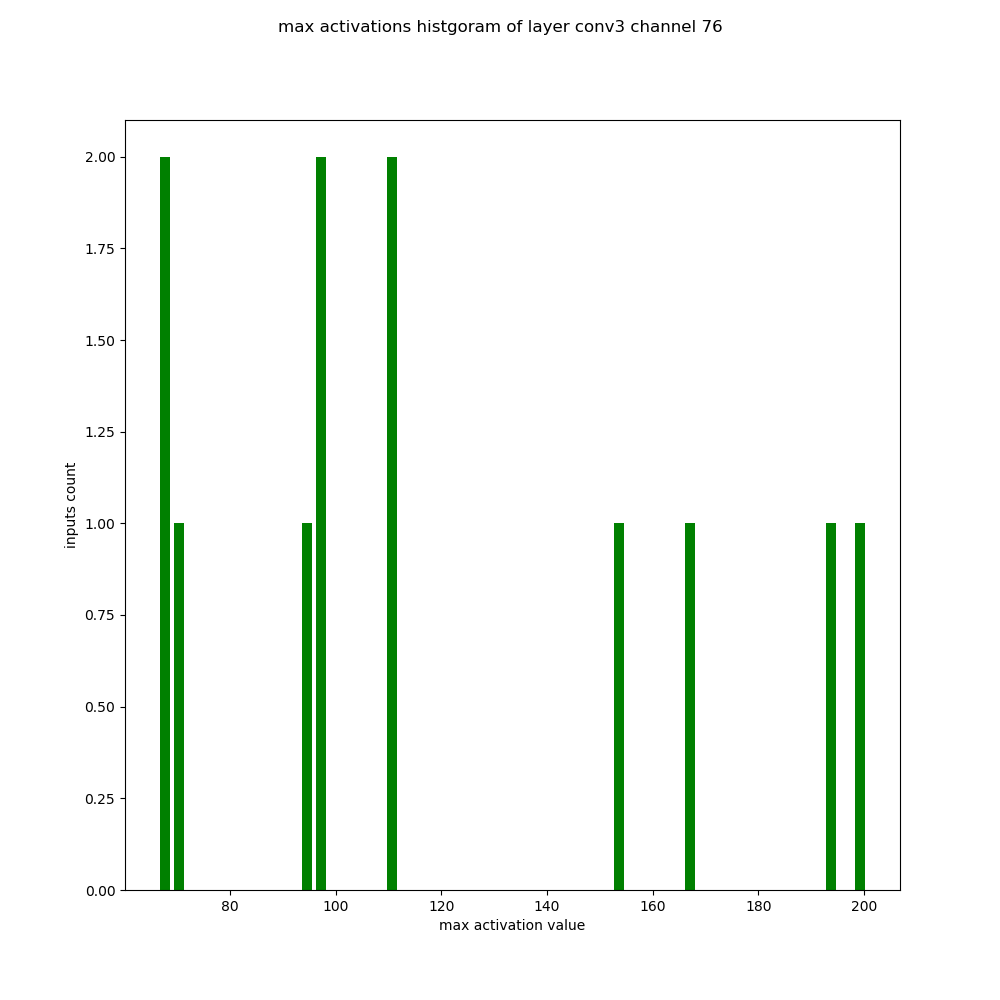 max activations histgoram of layer conv3 channel 76
2.00
1.75
1.50
1.25
1.00
0.75
0.50
0.25
0.00
inputs count
80 100 120 140 160 180 200
max activation value